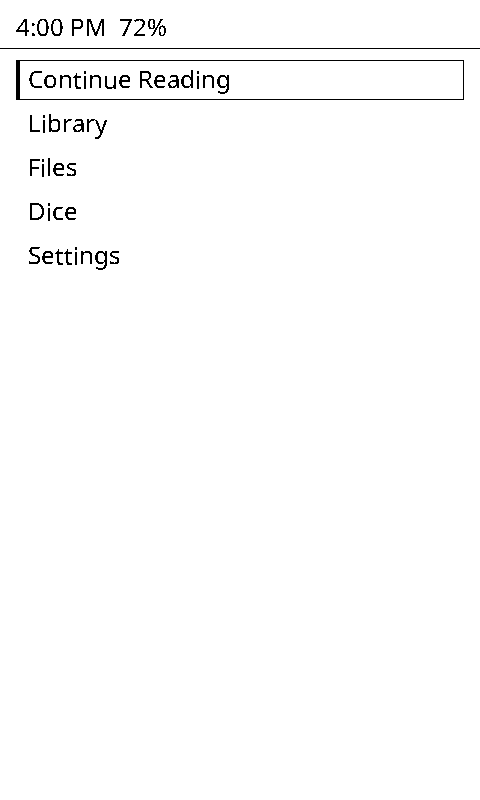 4:00 PM 72%
Continue Reading
Library
Files
Dice
Settings